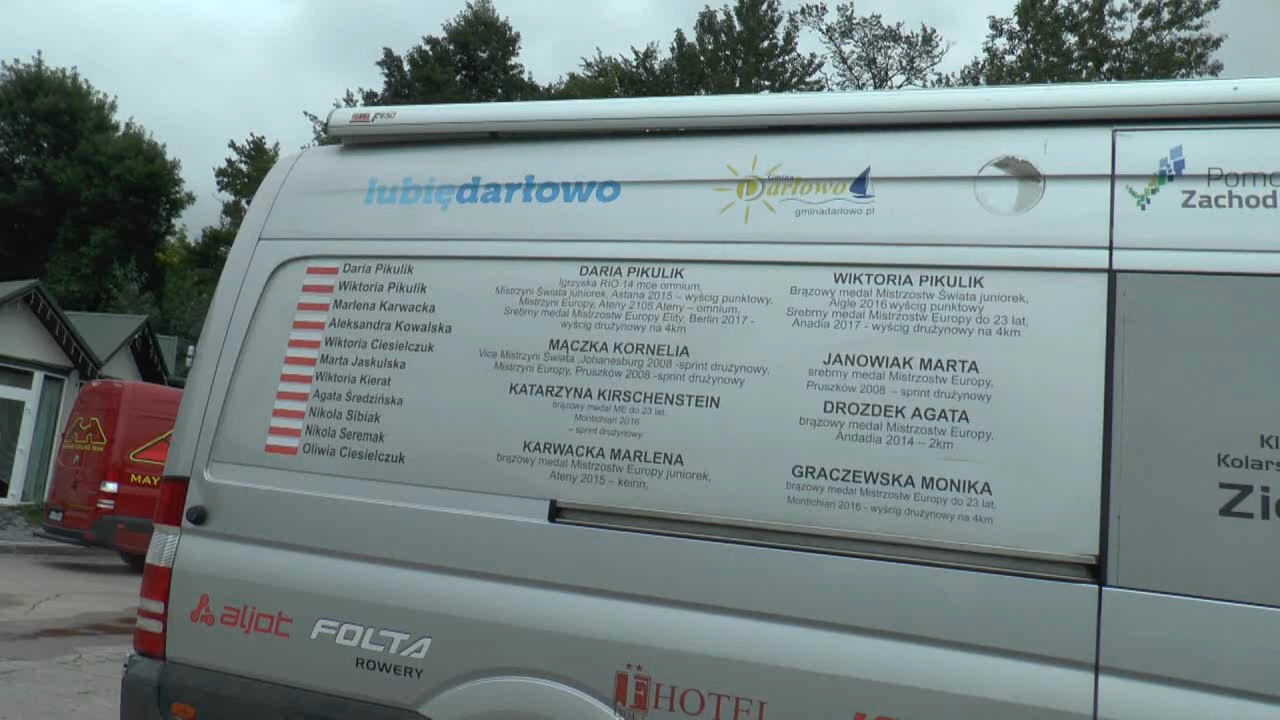 FIAMMA F65S
lubiędarłowo
Gmina
Darłowo
gminadarlowo.pl
Zachod
Daria Pikulik
Wiktoria Pikulik
Marlena Karwacka
Aleksandra Kowalska
Wiktoria Ciesielczuk
Marta Jaskulska
Wiktoria Kierat
Agata Średzińska
Nikola Sibiak
Nikola Seremak
Oliwia Ciesielczuk
DARIA PIKULIK
Igrzyska RIO 14 mce omnium,
Mistrzyni Świata juniorek, Astana 2015 – wyścig punktowy,
Mistrzyni Europy, Ateny 2105 Ateny – omnium,
Srebrny medal Mistrzostw Europy Elity, Berlin 2017 -
wyścig drużynowy na 4km
MĄCZKA KORNELIA
Vice Mistrzyni Świata ,Johanesburg 2008 -sprint drużynowy,
Mistrzyni Europy, Pruszków 2008 -sprint drużynowy
KATARZYNA KIRSCHENSTEIN
brązowy medal ME do 23 lat,
Montichiari 2016
– sprint drużynowy
KARWACKA MARLENA
brązowy medal Mistrzostw Europy juniorek,
Ateny 2015 – keirin,
WIKTORIA PIKULIK
Brązowy medal Mistrzostw Świata juniorek,
Aigle 2016 wyścig punktowy
Srebrny medal Mistrzostw Europy do 23 lat,
Anadia 2017 - wyścig drużynowy na 4km
JANOWIAK MARTA
srebrny medal Mistrzostw Europy,
Pruszków 2008 – sprint drużynowy
DROZDEK AGATA
brązowy medal Mistrzostw Europy,
Andadia 2014 – 2km
GRACZEWSKA MONIKA
brązowy medal Mistrzostw Europy do 23 lat,
Montichian 2016 - wyścig drużynowy na 4km
Kl
Kolars
Zie
MAY
aljot
FOLTA
ROWERY
HOTEL